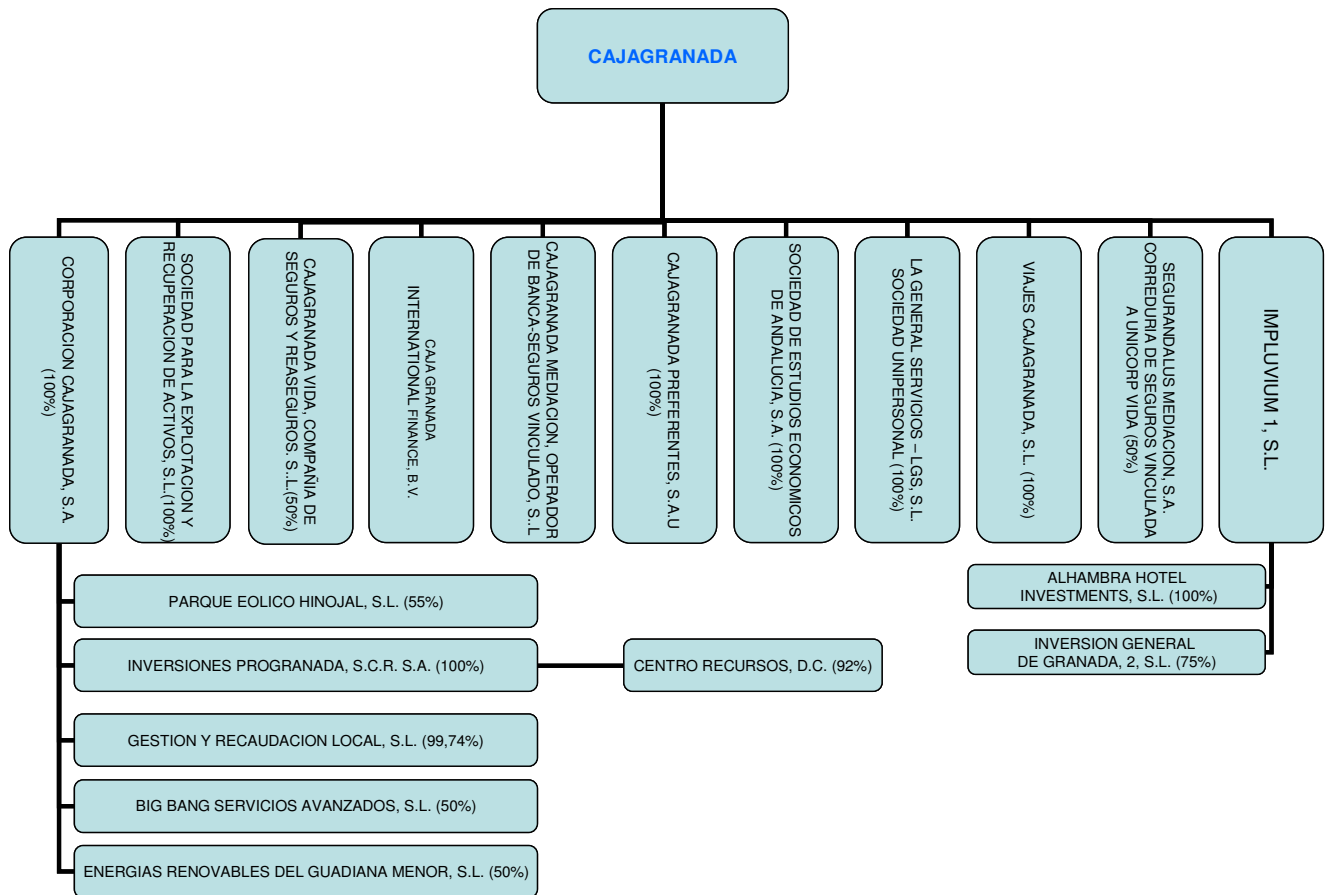 CAJAGRANADA
CORPORACION CAJAGRANADA, S.A.
(100%)
SOCIEDAD PARA LA EXPLOTACION Y
RECUPERACION DE ACTIVOS, S.L.(100%)
CAJAGRANADA VIDA, COMPAÑIA DE
SEGUROS Y REASEGUROS. S..L.(50%)
CAJA GRANADA
INTERNATIONAL FINANCE, B.V.
CAJAGRANADA MEDIACION, OPERADOR
DE BANCA-SEGUROS VINCULADO, S..L
CAJAGRANADA PREFERENTES, S.A.U
(100%)
SOCIEDAD DE ESTUDIOS ECONOMICOS
DE ANDALUCIA, S.A. (100%)
LA GENERAL SERVICIOS – LGS, S.L.
SOCIEDAD UNIPERSONAL (100%)
VIAJES CAJAGRANADA, S.L. (100%)
SEGURANDALUS MEDIACION, S.A.
CORREDURIA DE SEGUROS VINCULADA
A UNICORP VIDA (50%)
IMPLUVIUM 1, S.L.
PARQUE EOLICO HINOJAL, S.L. (55%)
INVERSIONES PROGRANADA, S.C.R. S.A. (100%)
CENTRO RECURSOS, D.C. (92%)
GESTION Y RECAUDACION LOCAL, S.L. (99,74%)
BIG BANG SERVICIOS AVANZADOS, S.L. (50%)
ENERGIAS RENOVABLES DEL GUADIANA MENOR, S.L. (50%)
ALHAMBRA HOTEL
INVESTMENTS, S.L. (100%)
INVERSION GENERAL
DE GRANADA, 2, S.L. (75%)